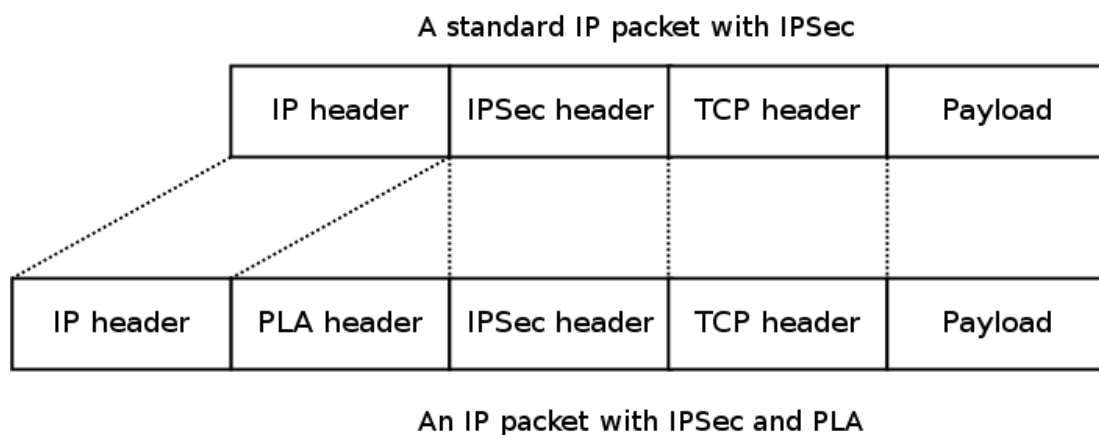 A standard IP packet with IPSec
IP header IPSec header TCP header Payload
IP header PLA header IPSec header TCP header Payload
An IP packet with IPSec and PLA